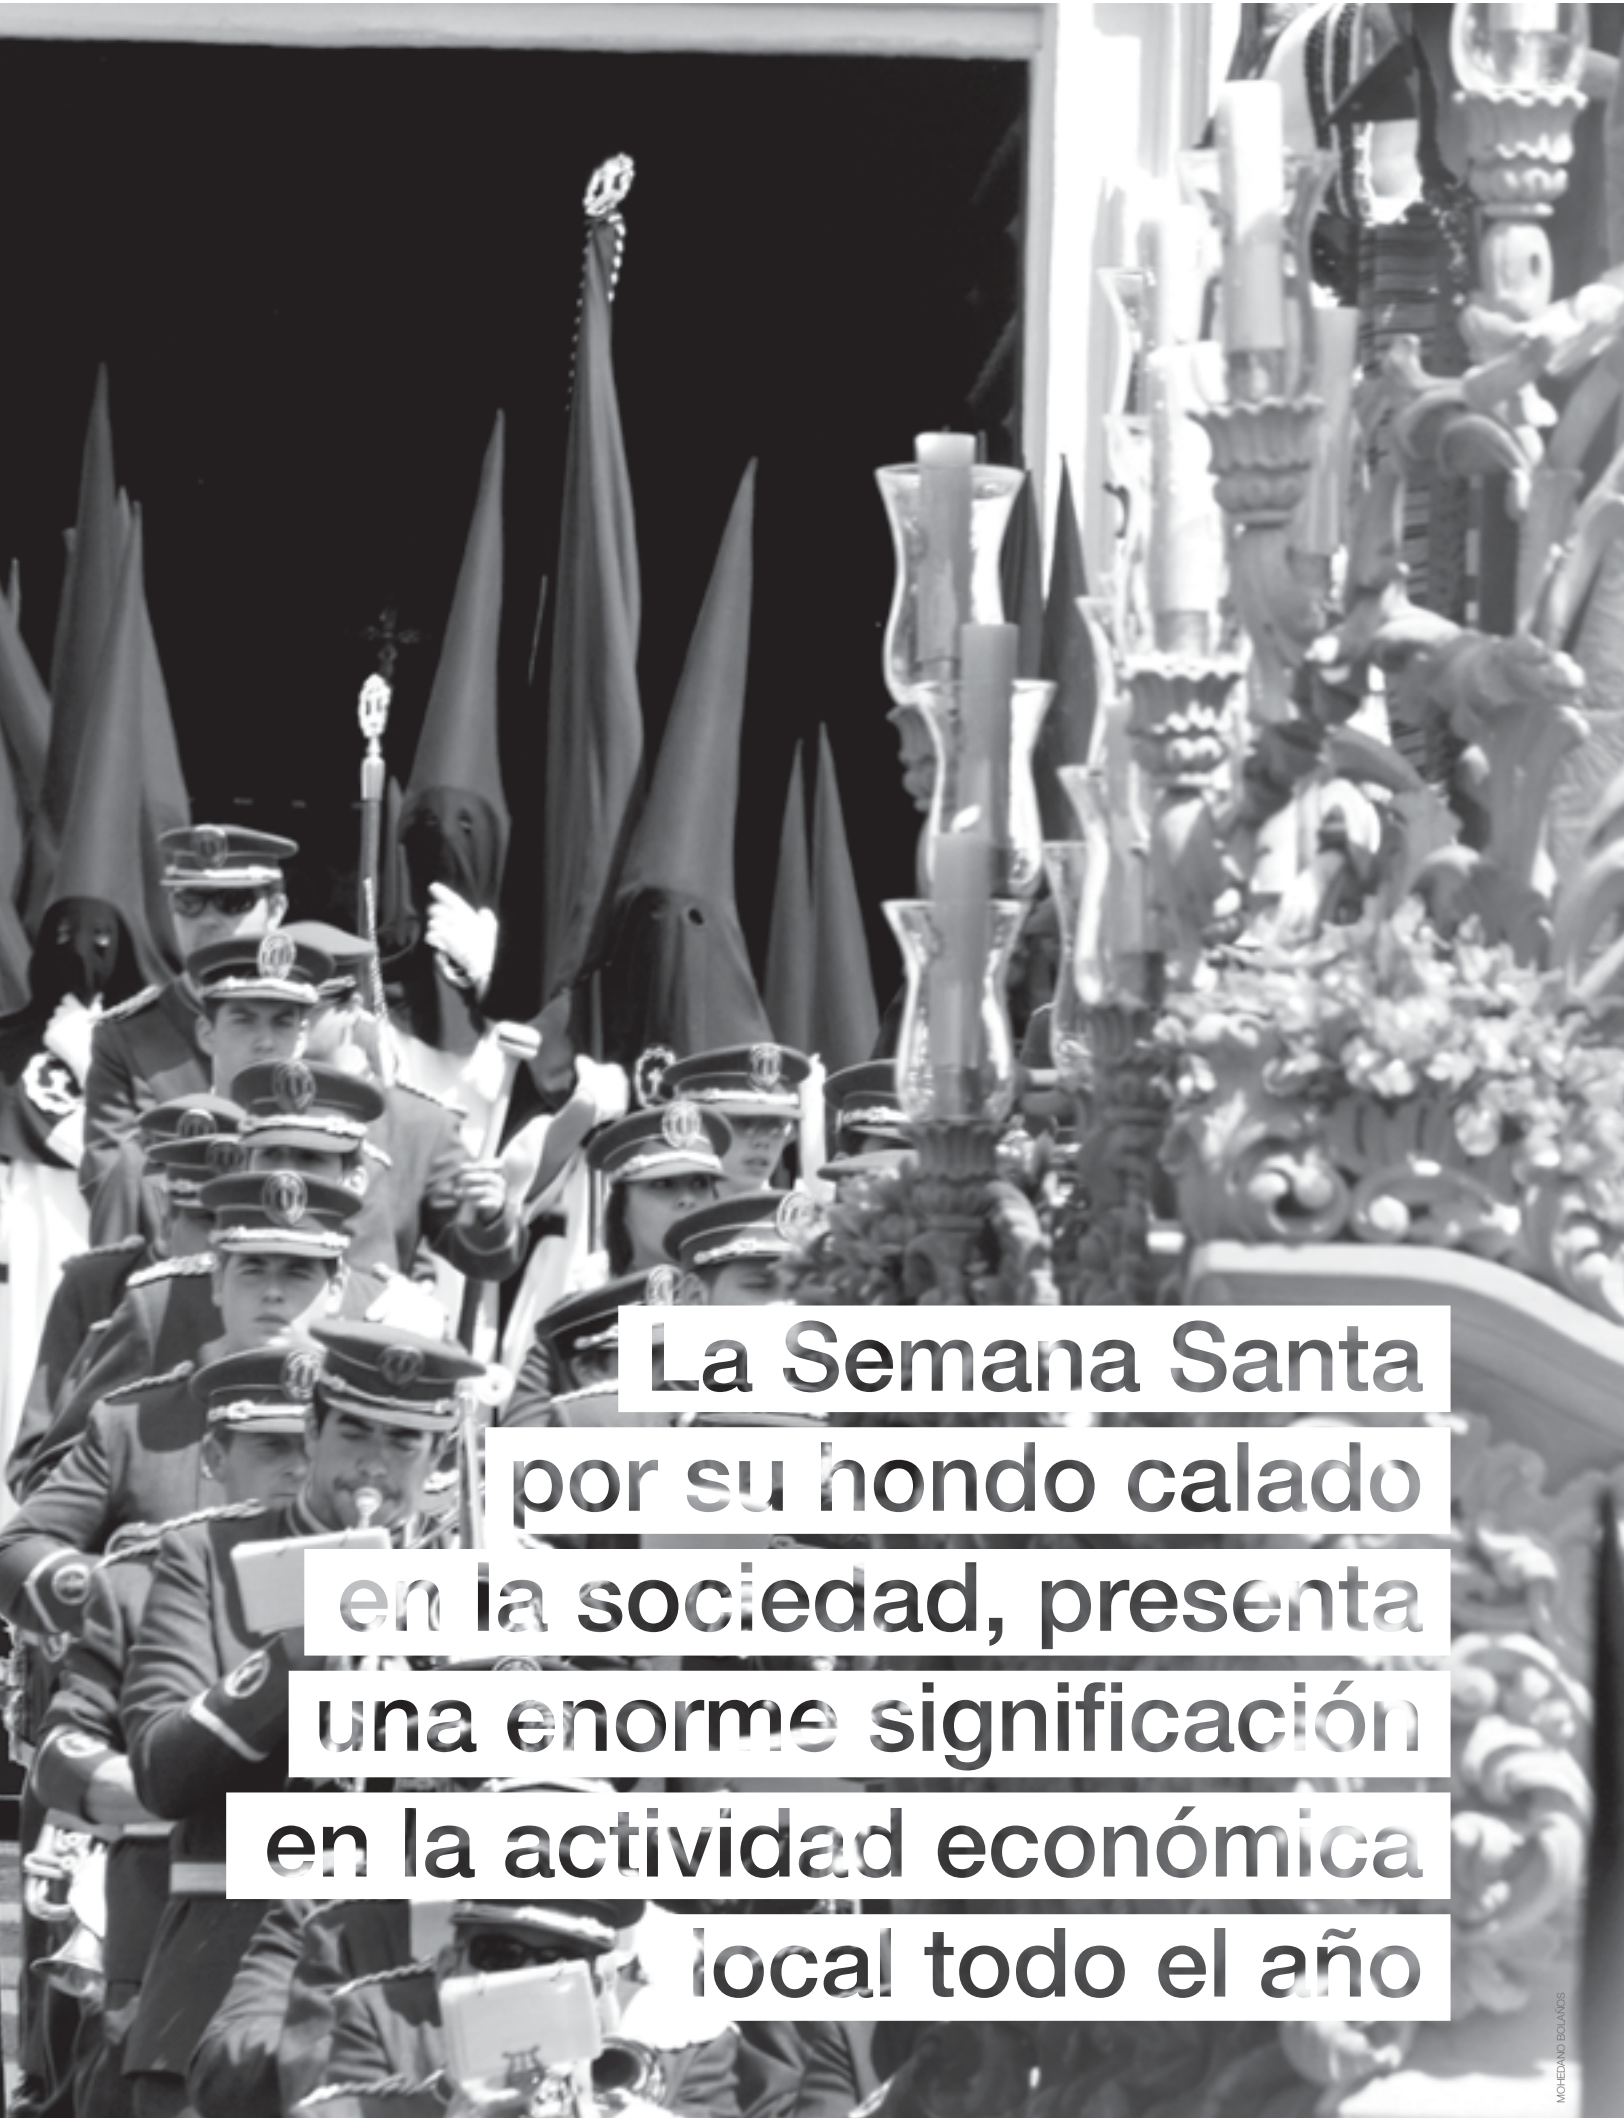 La Semana Santa
por su hondo calado
en la sociedad, presenta
una enorme significación
en la actividad económica
local todo el año
MOHEDANO BOLAÑOS